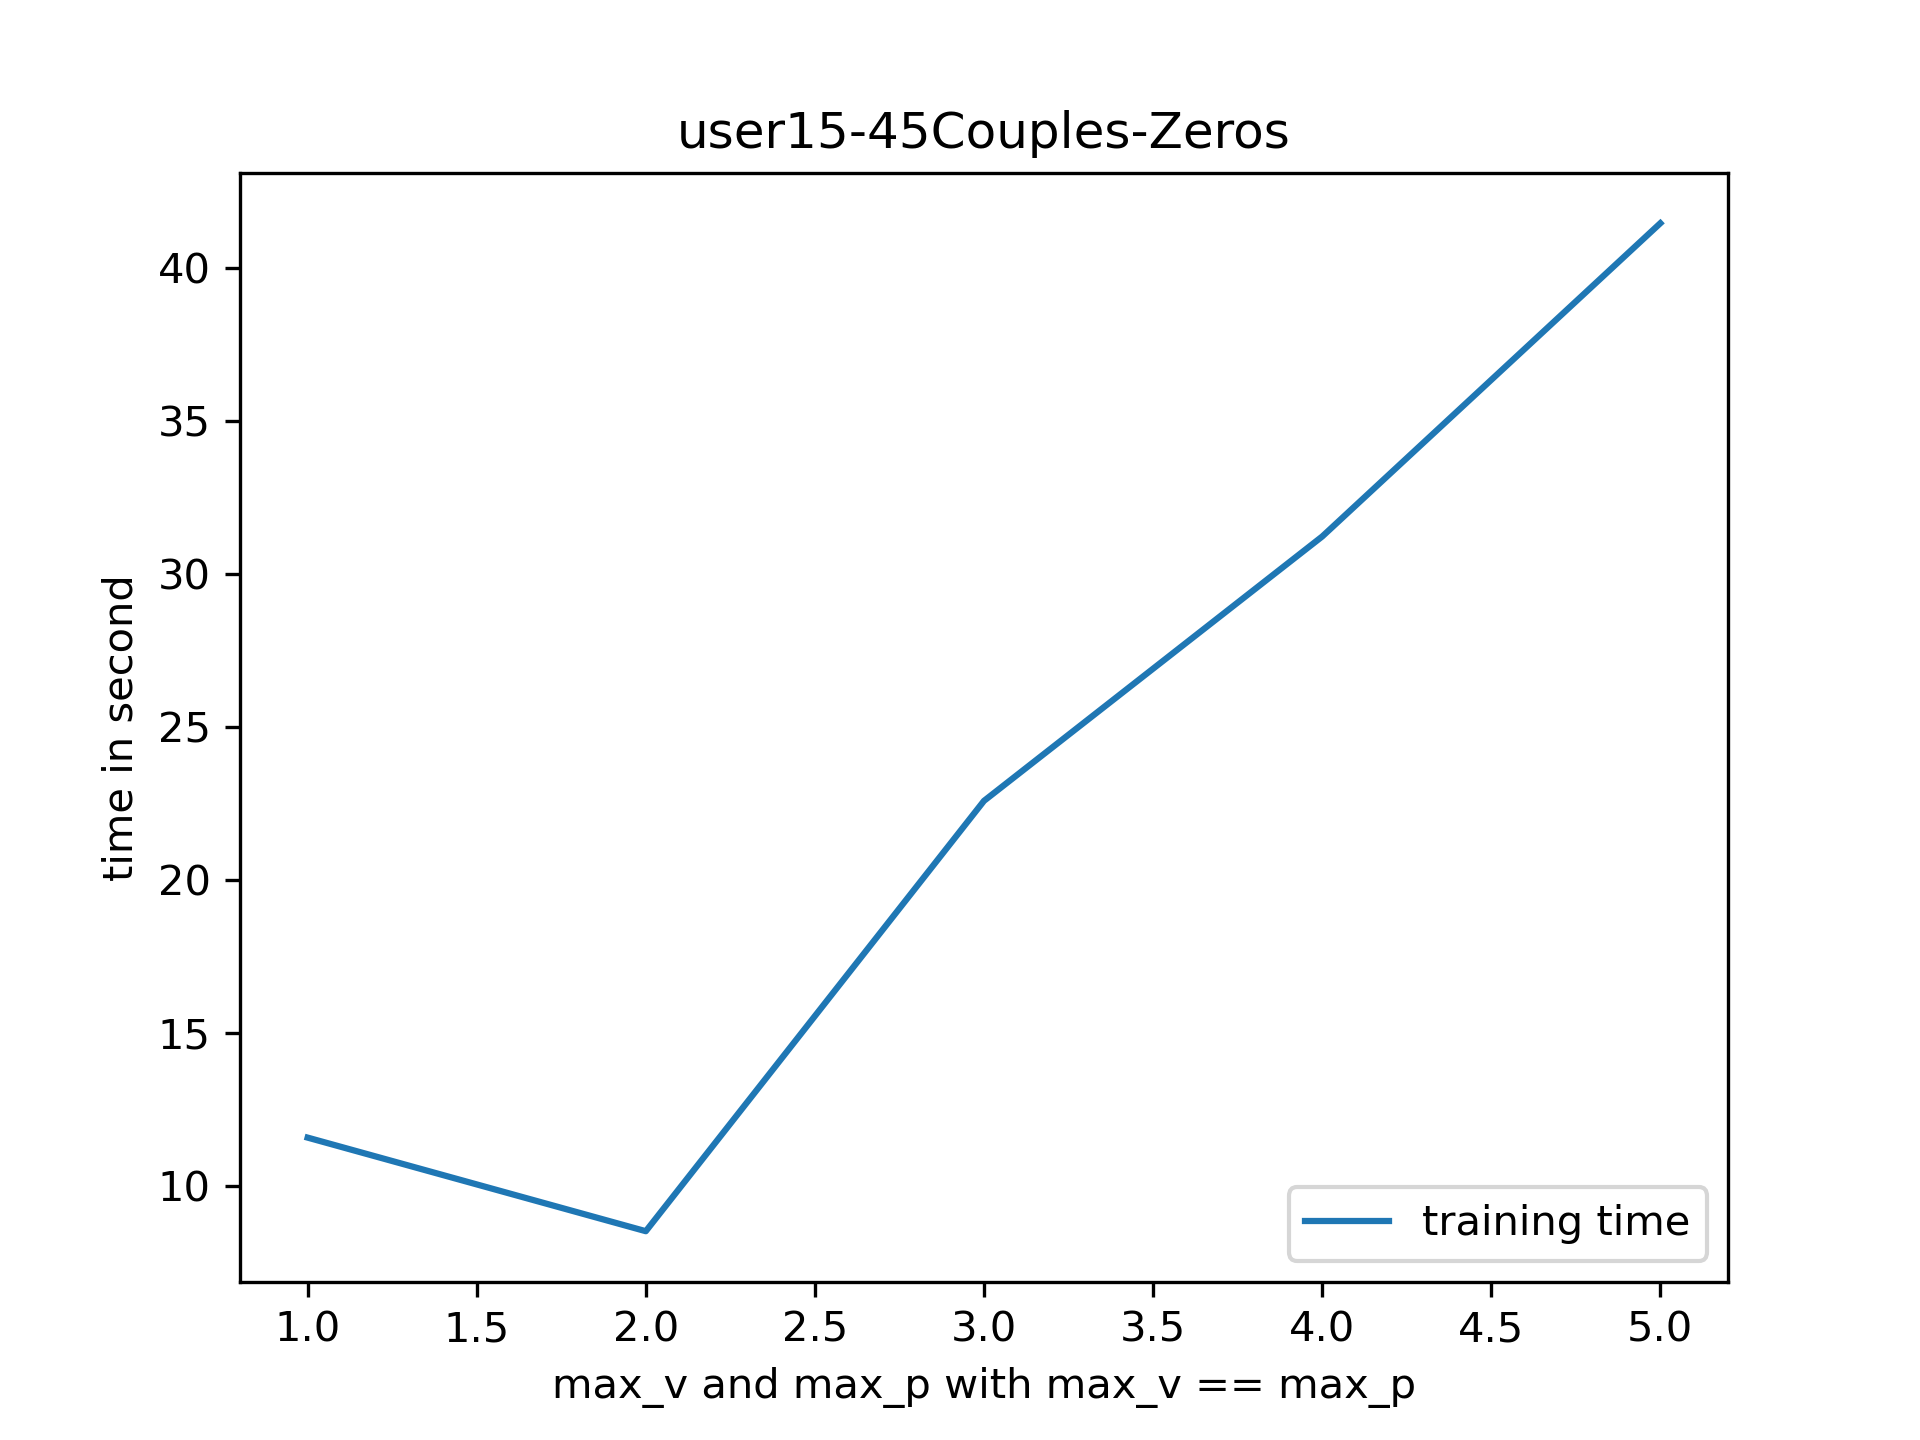 user15-45Couples-Zeros
40
35
30
25
20
15
10
time in second
training time
1.0 1.5 2.0 2.5 3.0 3.5 4.0 4.5 5.0
max_v and max_p with max_v == max_p